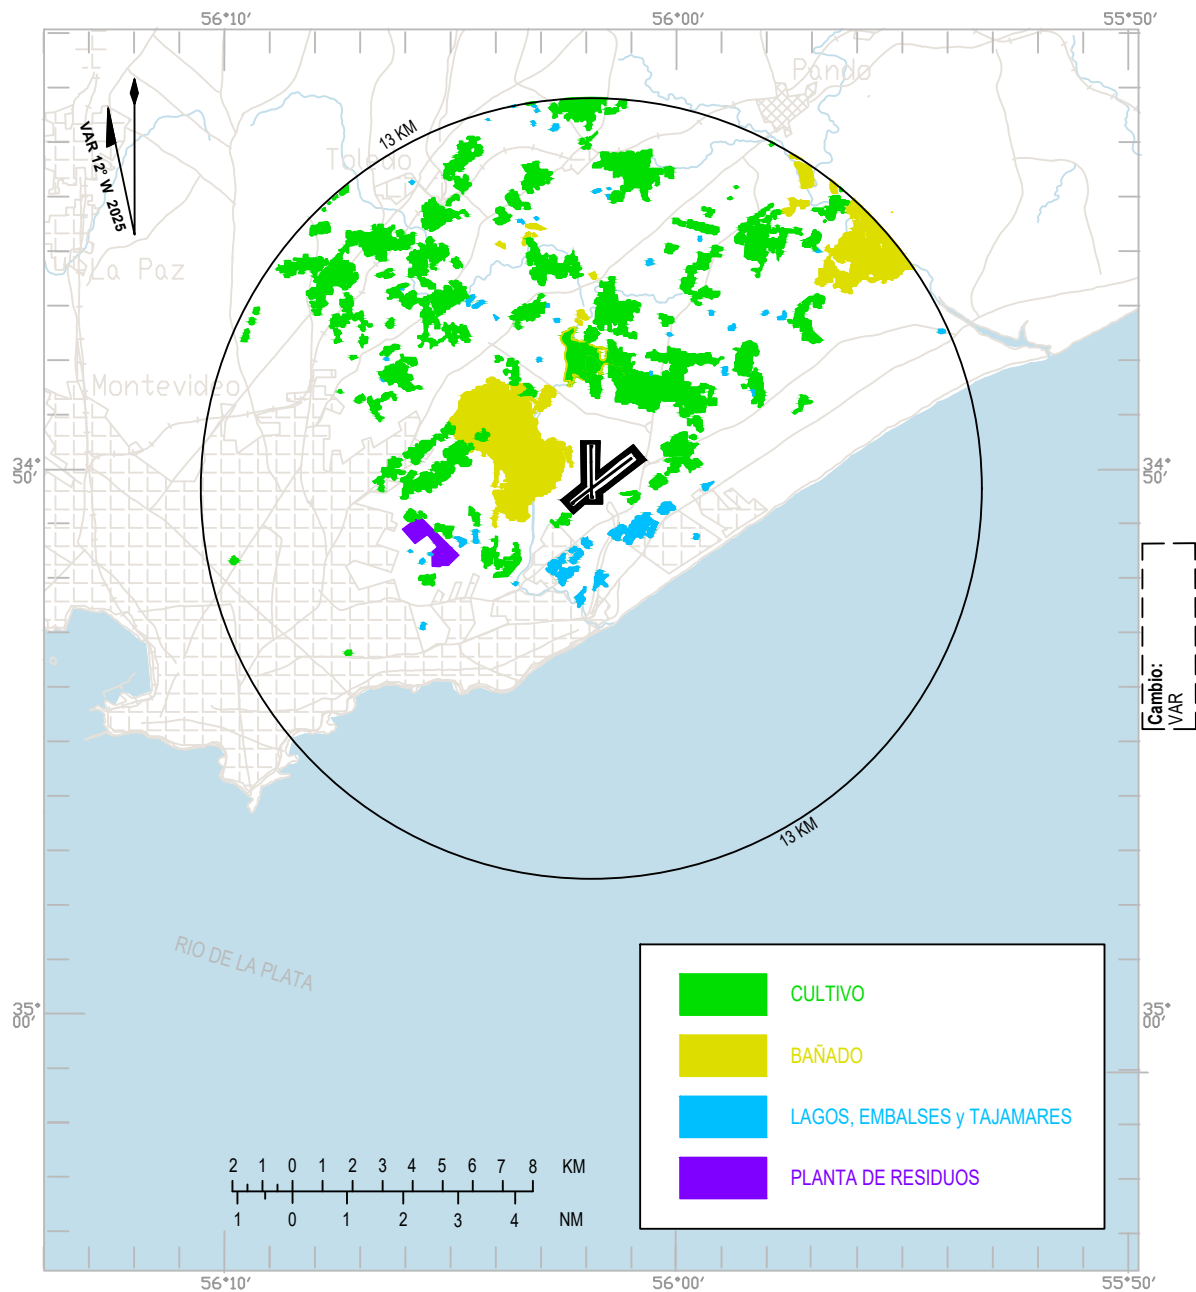 56°10′
56°00′
55°50′
Pando
13 KM
VAR 12° W 2025
Toledo
La Paz
Montevideo
34°
50′
34°
50′
Cambio:
VAR
13 KM
RIO DE LA PLATA
35°
00′
35°
00′
CULTIVO
BAÑADO
LAGOS, EMBALSES y TAJAMARES
PLANTA DE RESIDUOS
2 1 0 1 2 3 4 5 6 7 8 KM
1 0 1 2 3 4 NM
56°10′
56°00′
55°50′